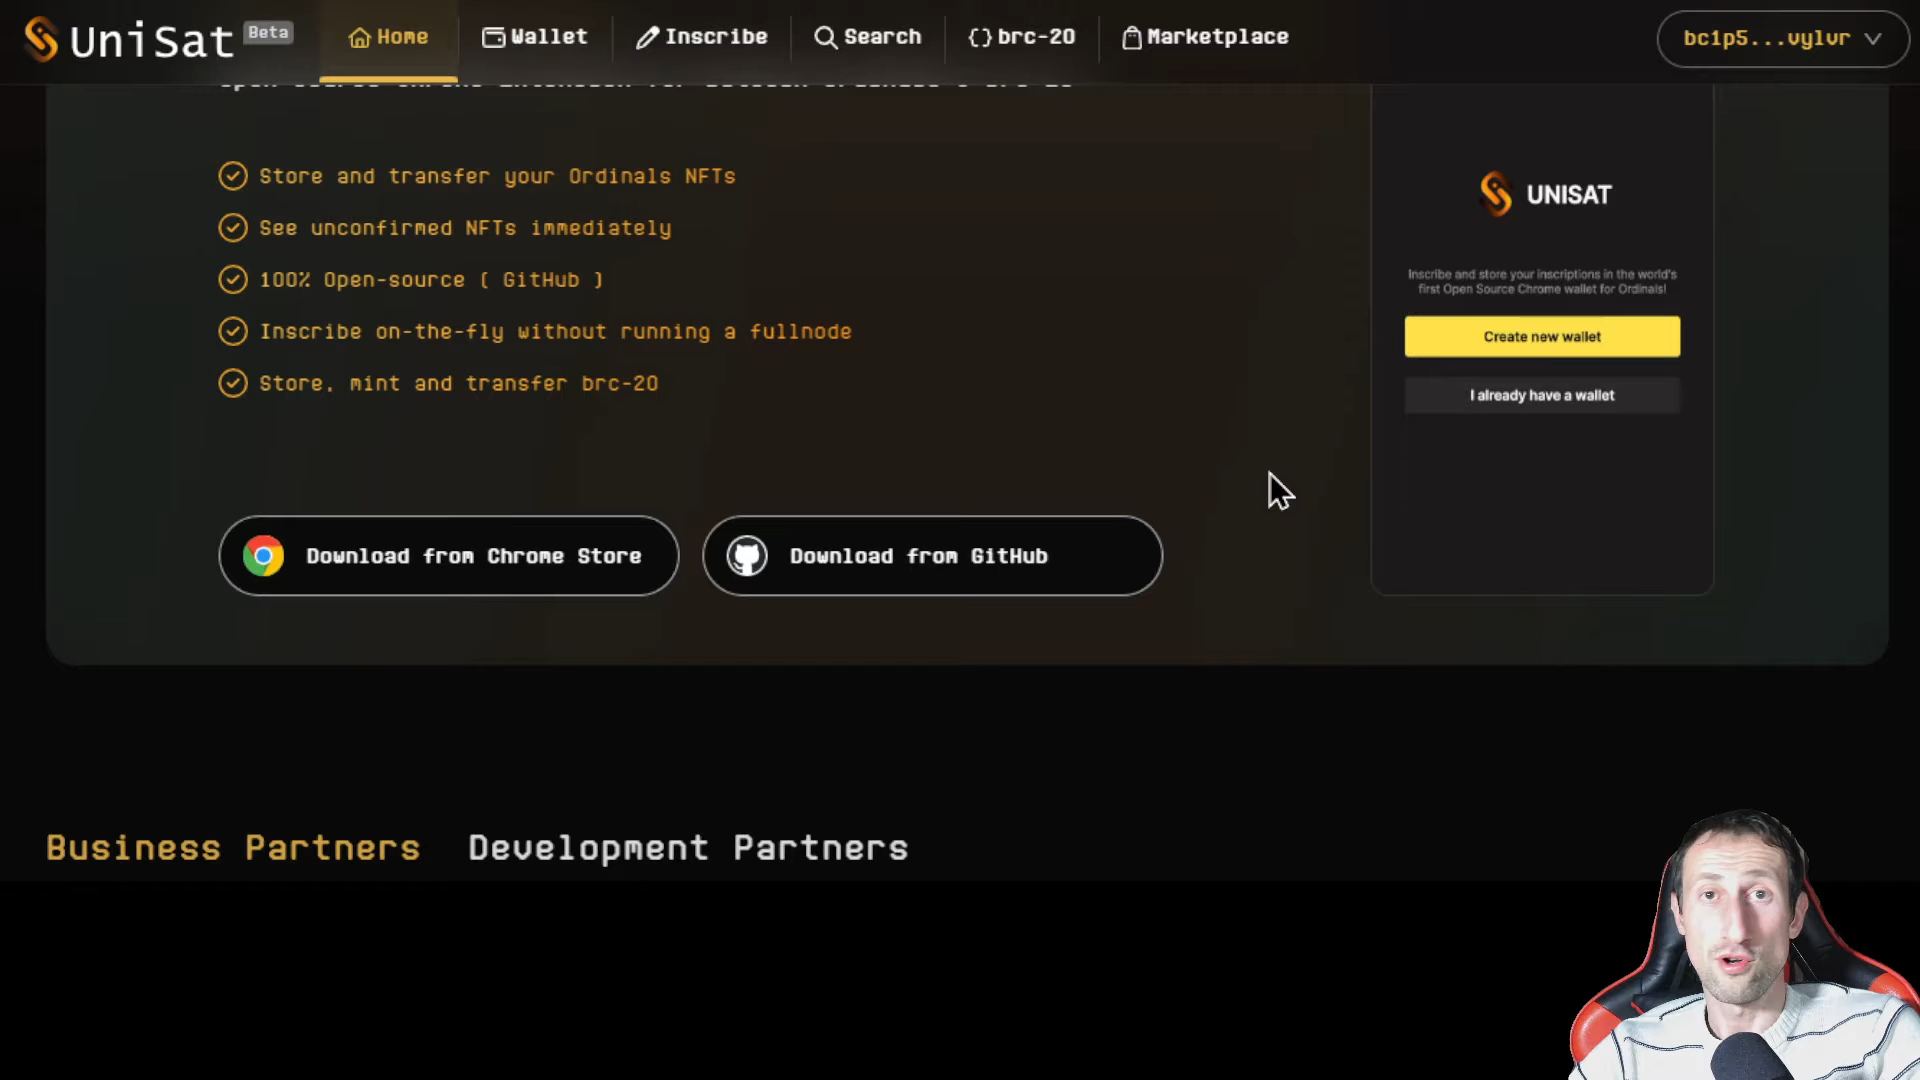 UniSat Beta
Home
Wallet
Inscribe
Search
brc-20
Marketplace
bc1p5...vylvr
Store and transfer your Ordinals NFTs
See unconfirmed NFTs immediately
100% Open-source ( GitHub )
Inscribe on-the-fly without running a fullnode
Store, mint and transfer brc-20
Download from Chrome Store
Download from GitHub
UNISAT
Inscribe and store your inscriptions in the world's
first Open Source Chrome wallet for Ordinals!
Create new wallet
I already have a wallet
Business Partners
Development Partners